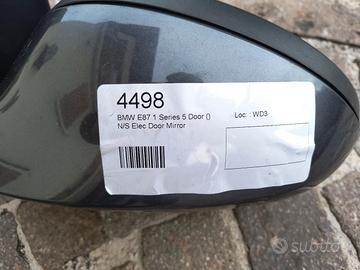 4498
BMW E87 1 Series 5 Door ()
N/S Elec Door Mirror
Loc: : WD3
subito